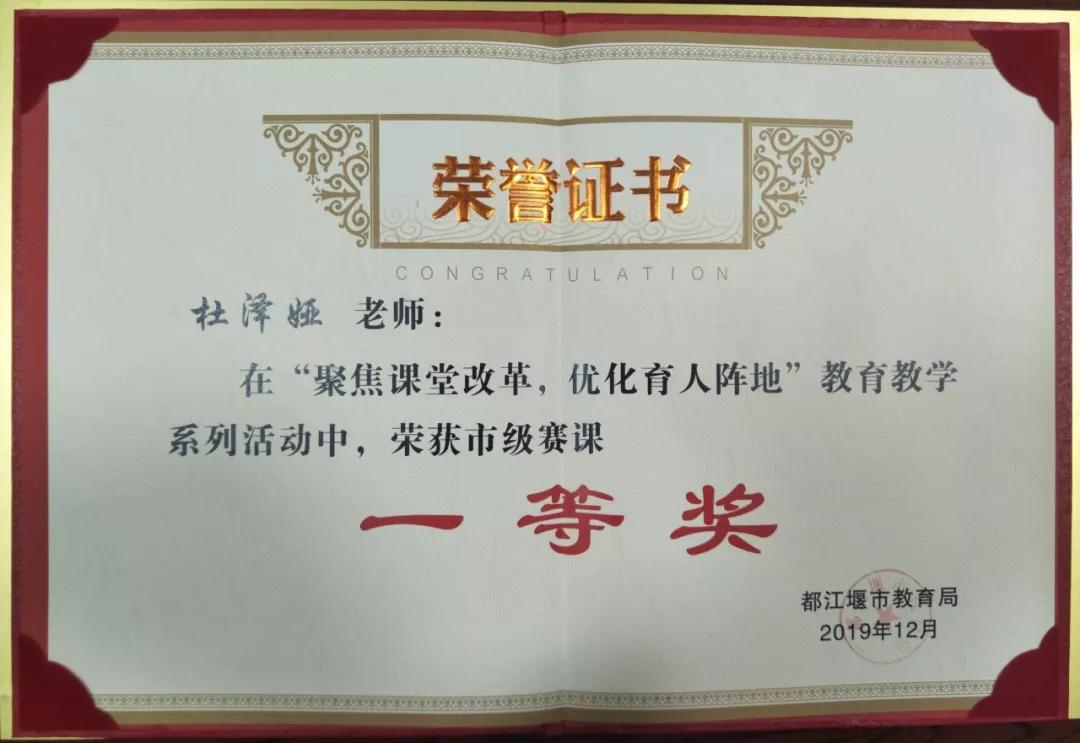 荣誉证书
CONGRATULATION
杜泽娅 老师：
在“聚焦课堂改革，优化育人阵地”教育教学
系列活动中，荣获市级赛课
一等奖
都江堰市教育局
2019年12月